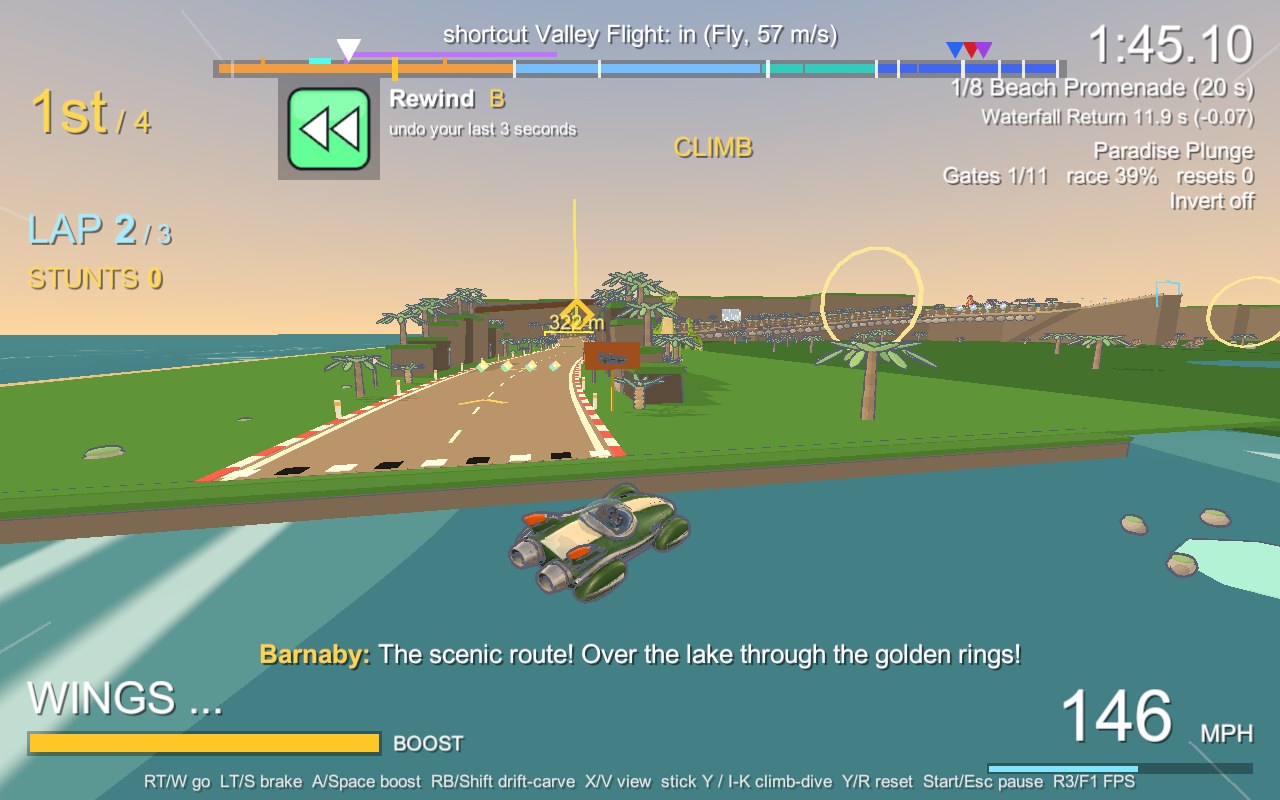 shortcut Valley Flight: in (Fly, 57 m/s)
1:45.10
1/8 Beach Promenade (20 s)
Waterfall Return 11.9 s (-0.07)
Paradise Plunge
Gates 1/11 race 39% resets 0
Invert off
1st / 4
Rewind B
undo your last 3 seconds
CLIMB
LAP 2 / 3
STUNTS 0
322 m
Barnaby: The scenic route! Over the lake through the golden rings!
WINGS ...
BOOST
146 MPH
RT/W go LT/S brake A/Space boost RB/Shift drift-carve X/V view stick Y / I-K climb-dive Y/R reset Start/Esc pause R3/F1 FPS